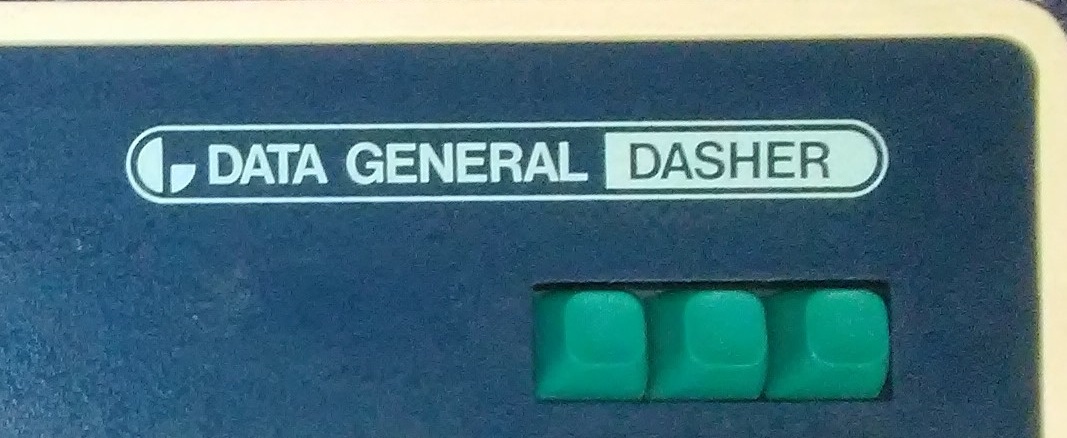 DATA GENERAL DASHER